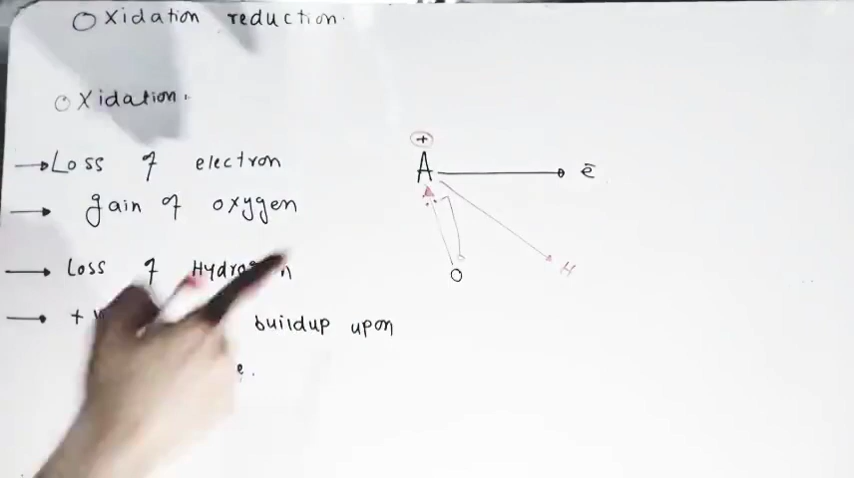 Oxidation reduction.
Oxidation.
→ Loss of electron
→ gain of oxygen
→ Loss of
→ + buildup upon
+
A → ē
O
H